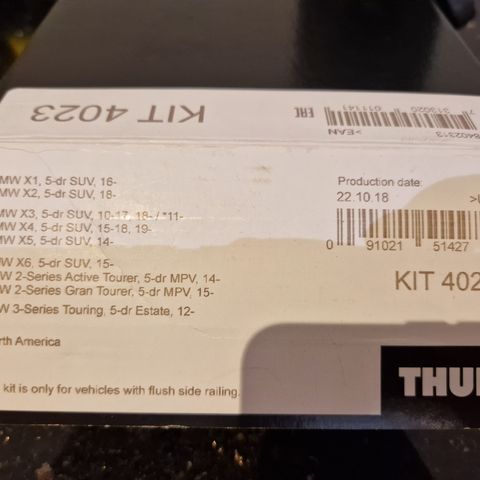 KIT 4023
>EAN
8402313
7 313020 011141
MW X1, 5-dr SUV, 16-
MW X2, 5-dr SUV, 18-
MW X3, 5-dr SUV, 10-17, 18- / *11-
MW X4, 5-dr SUV, 15-18, 19-
MW X5, 5-dr SUV, 14-
MW X6, 5-dr SUV, 15-
W 2-Series Active Tourer, 5-dr MPV, 14-
W 2-Series Gran Tourer, 5-dr MPV, 15-
W 3-Series Touring, 5-dr Estate, 12-
rth America
kit is only for vehicles with flush side railing.
Production date:
22.10.18
0 91021 51427
KIT 402
THU